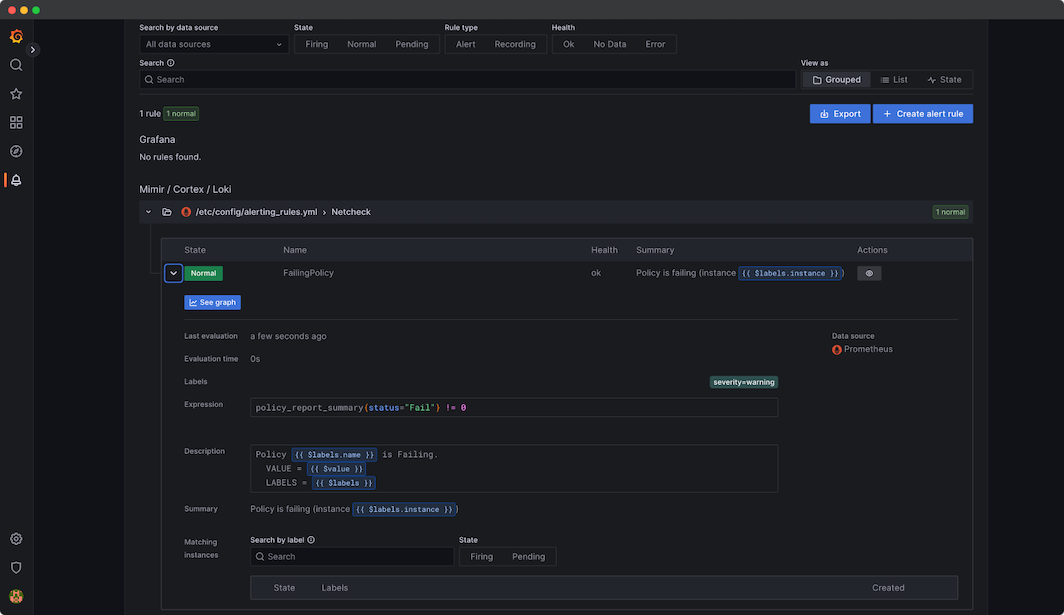 Search by data source
State
Rule type
Health
All data sources
Firing Normal Pending
Alert Recording
Ok No Data Error
Search
View as
Search
Grouped List State
1 rule 1 normal
Export
+ Create alert rule
Grafana
No rules found.
Mimir / Cortex / Loki
/etc/config/alerting_rules.yml > Netcheck
1 normal
State Name Health Summary Actions
Normal FailingPolicy ok Policy is failing (instance {{ $labels.instance }})
See graph
Last evaluation a few seconds ago
Data source
Prometheus
Evaluation time 0s
Labels severity=warning
Expression policy_report_summary{status="Fail"} != 0
Description Policy {{ $labels.name }} is Failing.
VALUE = {{ $value }}
LABELS = {{ $labels }}
Summary Policy is failing (instance {{ $labels.instance }})
Matching instances
Search by label
State
Search
Firing Pending
State Labels Created